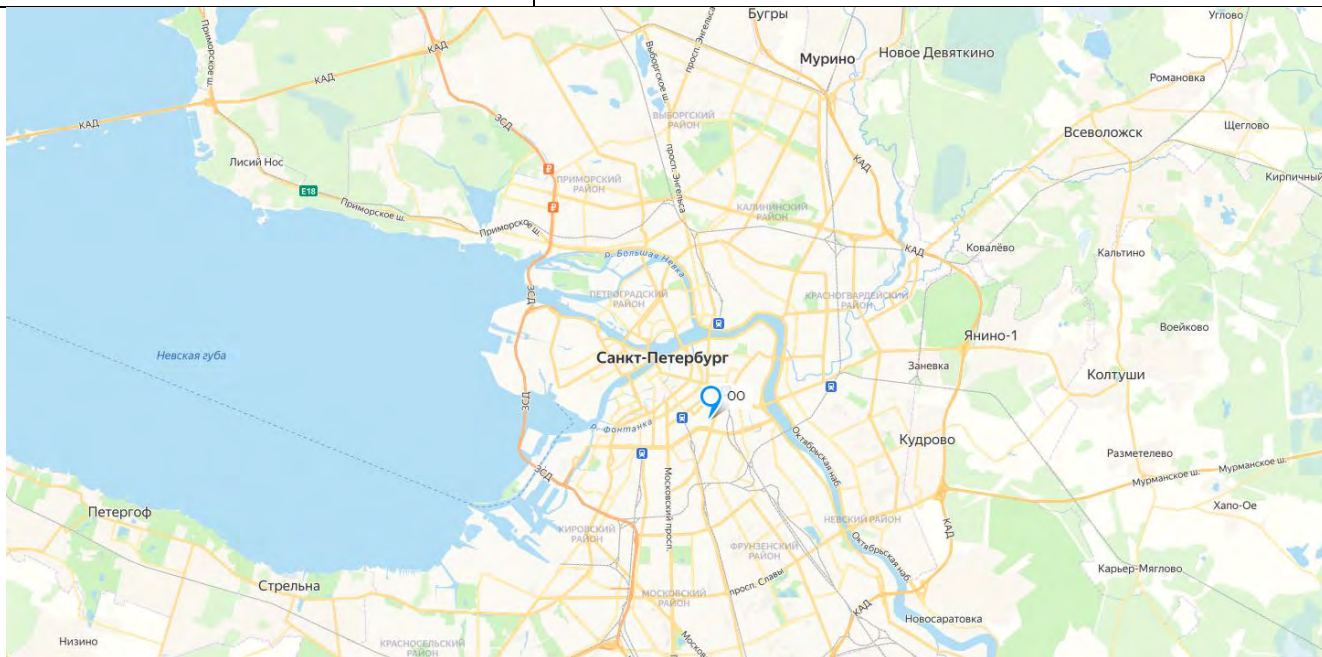 Бугры
Углово
Приморское ш.
КАД
Выборгское ш.
просп. Энгельса
Мурино
Новое Девяткино
КАД
Романовка
ЗСД
ВЫБОРГСКИЙ
РАЙОН
КАД
Щеглово
Всеволожск
Лисий Нос
просп. Энгельса
КАД
₽
ПРИМОРСКИЙ
РАЙОН
Кирпичный
E18
₽
Приморское ш.
КАЛИНИНСКИЙ
РАЙОН
Приморское ш.
КАД
Ковалёво
Кальтино
р. Большая Невка
ЗСД
ПЕТРОГРАДСКИЙ
РАЙОН
КРАСНОГВАРДЕЙСКИЙ
РАЙОН
Воейково
Янино-1
Невская губа
Санкт-Петербург
Заневка
Колтуши
ЗСД
ОО
р. Фонтанка
Октябрьская наб.
Кудрово
Разметелево
ЗСД
Мурманское ш.
Мурманское ш.
Московский просп.
Петергоф
Хапо-Ое
КИРОВСКИЙ
РАЙОН
НЕВСКИЙ РАЙОН
КАД
Октябрьская наб.
ФРУНЗЕНСКИЙ
РАЙОН
Карьер-Мяглово
Стрельна
просп. Славы
МОСКОВСКИЙ
РАЙОН
КАД
Новосаратовка
Низино
КРАСНОСЕЛЬСКИЙ
РАЙОН